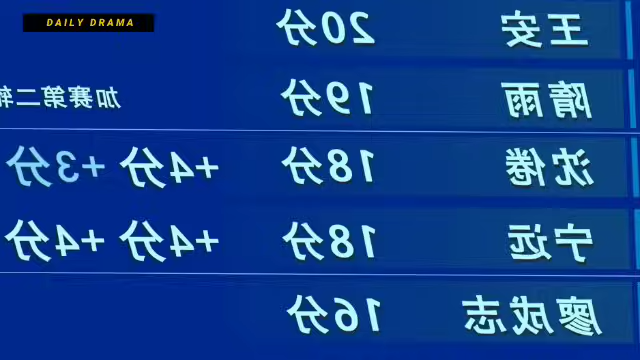 DAILY DRAMA
王安 20分
隋雨 19分 加赛第二轮
沈倦 18分 +4分 +3分
宁远 18分 +4分 +4分
廖成志 16分